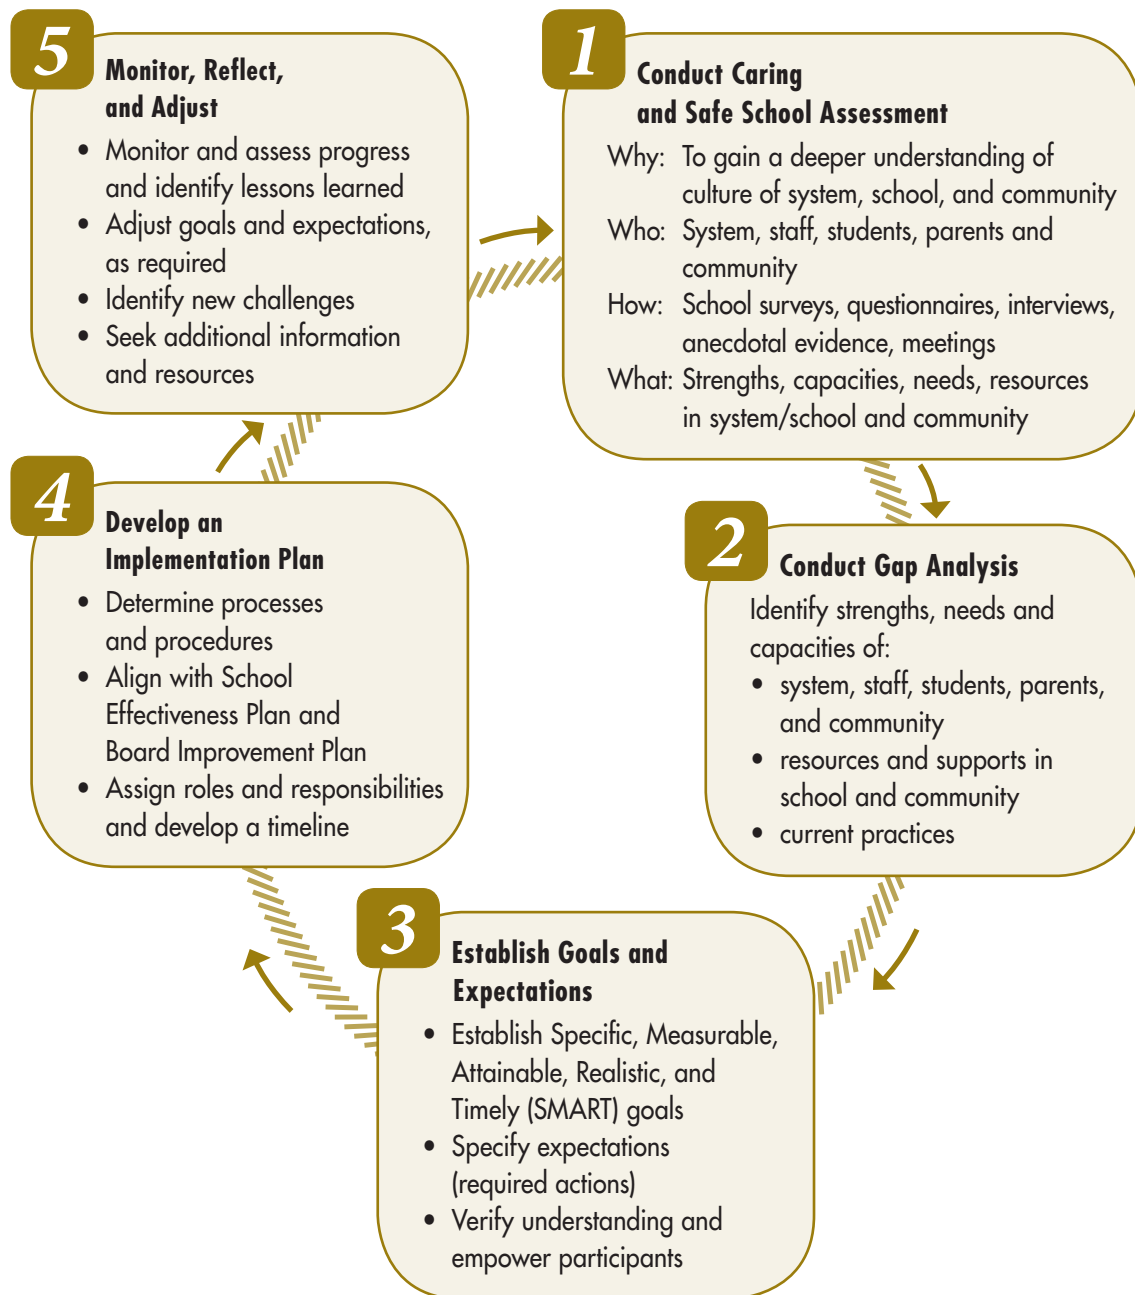 1
Conduct Caring
and Safe School Assessment
Why: To gain a deeper understanding of
culture of system, school, and community
Who: System, staff, students, parents and
community
How: School surveys, questionnaires, interviews,
anecdotal evidence, meetings
What: Strengths, capacities, needs, resources
in system/school and community
2
Conduct Gap Analysis
Identify strengths, needs and
capacities of:
• system, staff, students, parents,
and community
• resources and supports in
school and community
• current practices
3
Establish Goals and
Expectations
• Establish Specific, Measurable,
Attainable, Realistic, and
Timely (SMART) goals
• Specify expectations
(required actions)
• Verify understanding and
empower participants
4
Develop an
Implementation Plan
• Determine processes
and procedures
• Align with School
Effectiveness Plan and
Board Improvement Plan
• Assign roles and responsibilities
and develop a timeline
5
Monitor, Reflect,
and Adjust
• Monitor and assess progress
and identify lessons learned
• Adjust goals and expectations,
as required
• Identify new challenges
• Seek additional information
and resources